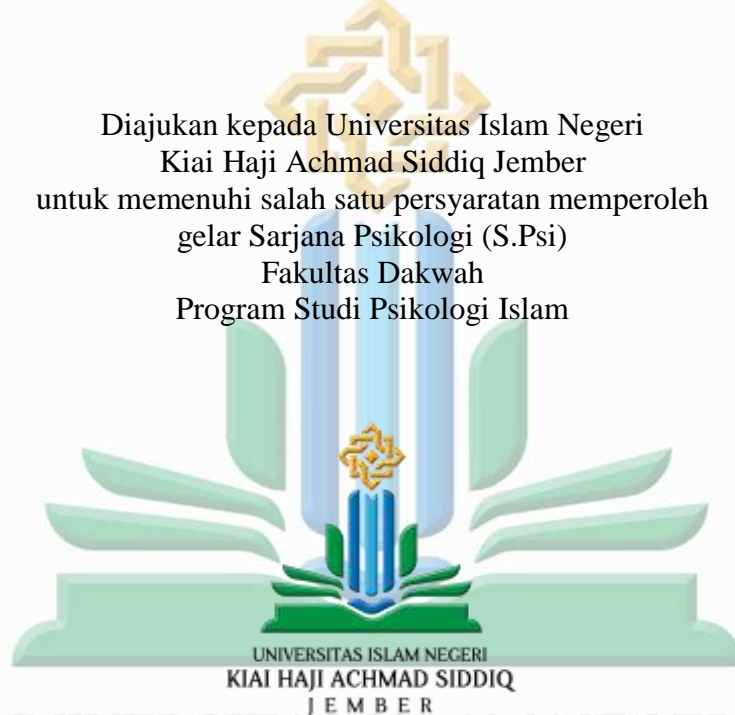 Diajukan kepada Universitas Islam Negeri
Kiai Haji Achmad Siddiq Jember
untuk memenuhi salah satu persyaratan memperoleh
gelar Sarjana Psikologi (S.Psi)
Fakultas Dakwah
Program Studi Psikologi Islam
UNIVERSITAS ISLAM NEGERI
KIAI HAJI ACHMAD SIDDIQ
JEMBER